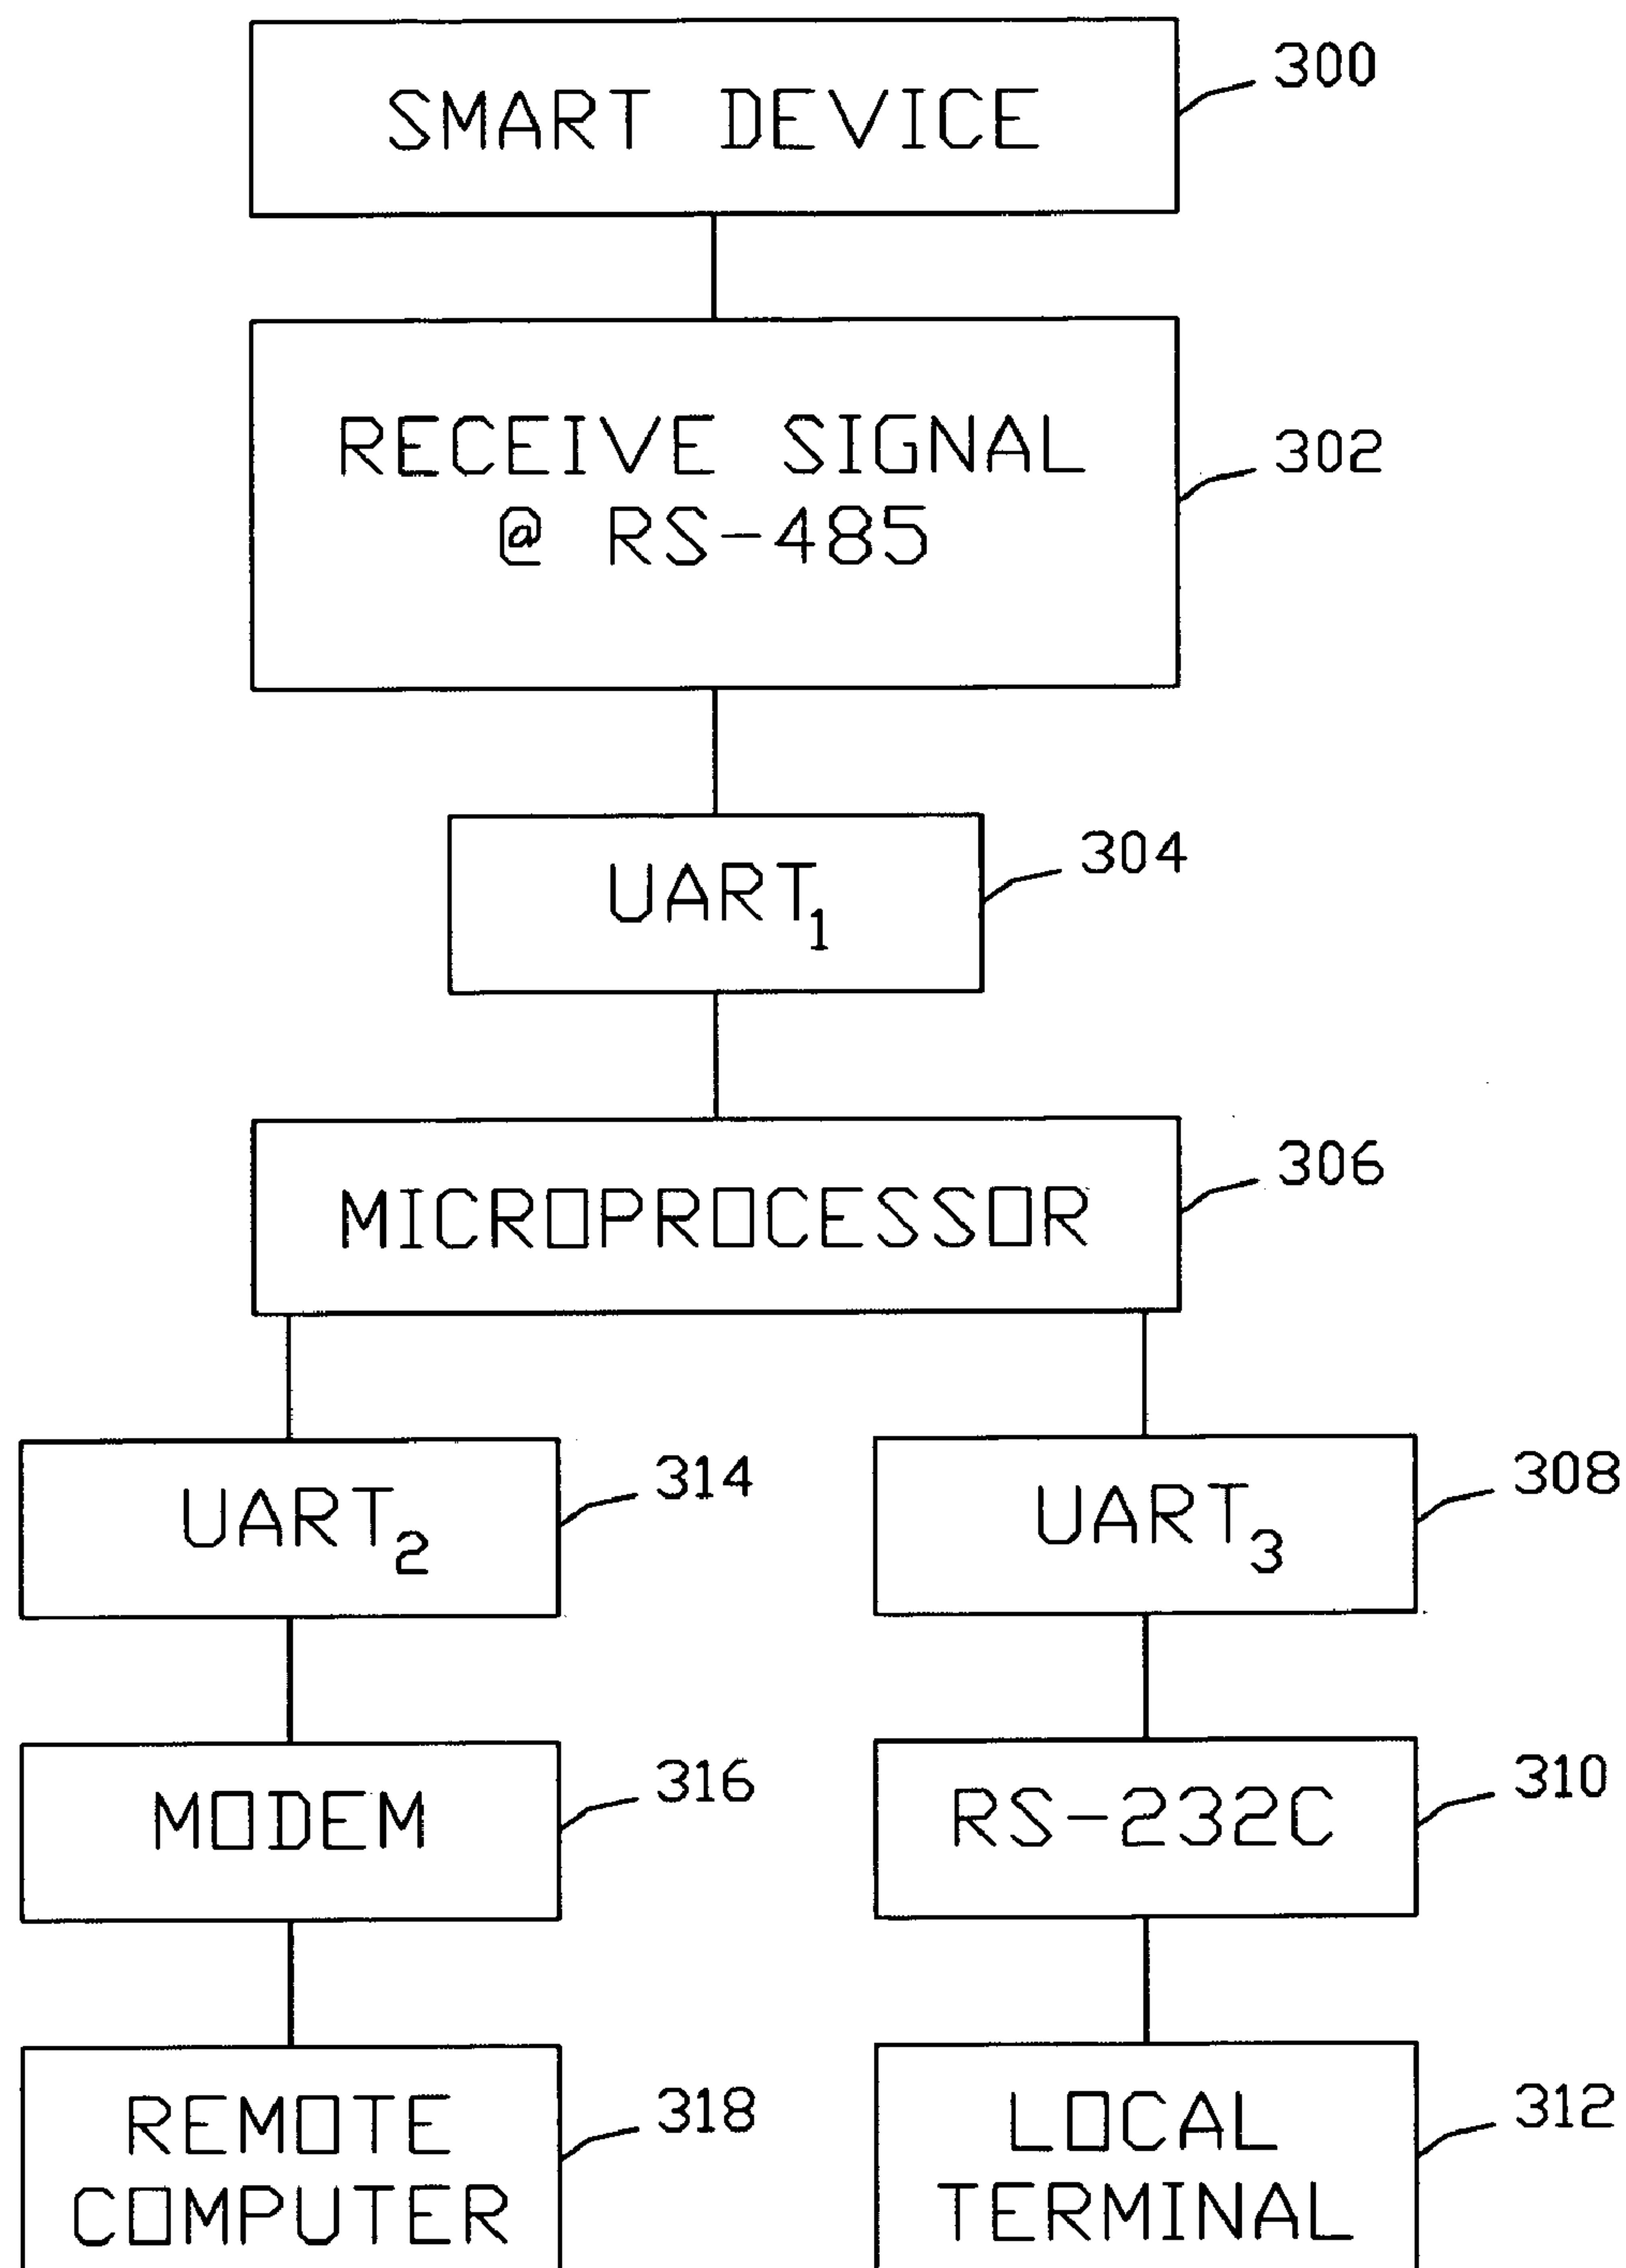 SMART DEVICE
300
RECEIVE SIGNAL
@ RS-485
302
UART1
304
MICROPROCESSOR
306
UART2
314
UART3
308
MODEM
316
RS-232C
310
REMOTE
COMPUTER
318
LOCAL
TERMINAL
312